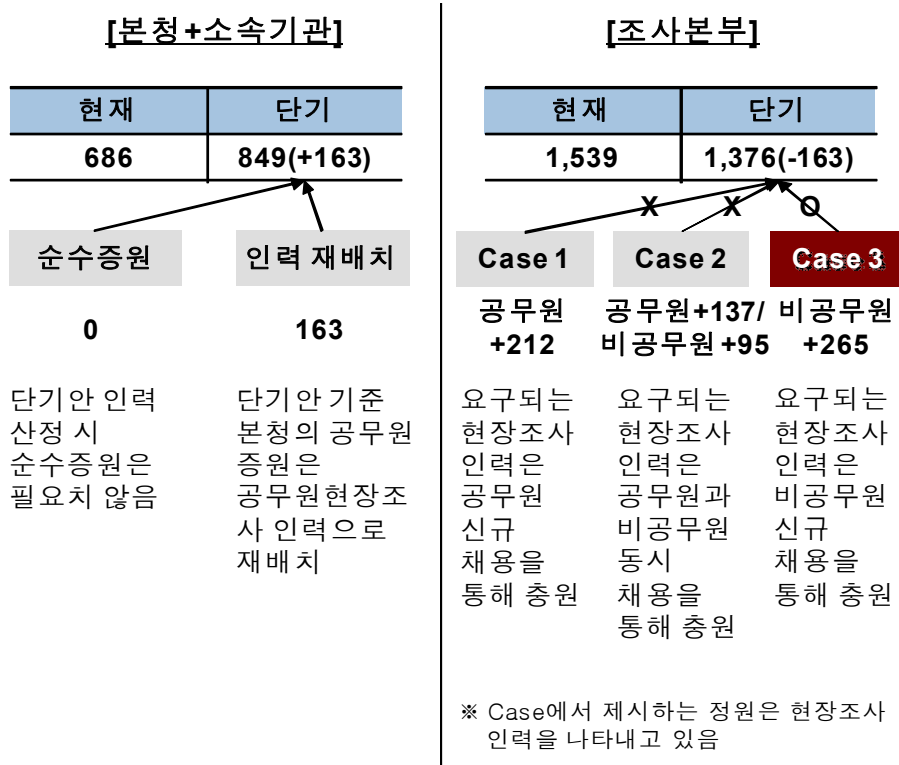 [본청+소속기관]
현재 단기
686 849(+163)
순수증원 인력 재배치
0 163
단기안 인력
산정 시
순수증원은
필요치 않음
단기안 기준
본청의 공무원
증원은
공무원현장조
사 인력으로
재배치
[조사본부]
현재 단기
1,539 1,376(-163)
X X O
Case 1 Case 2 Case 3
공무원
+212
공무원+137/
비공무원+95
비공무원
+265
요구되는
현장조사
인력은
공무원
신규
채용을
통해 충원
요구되는
현장조사
인력은
공무원과
비공무원
동시
채용을
통해 충원
요구되는
현장조사
인력은
비공무원
신규
채용을
통해 충원
※ Case에서 제시하는 정원은 현장조사
인력을 나타내고 있음